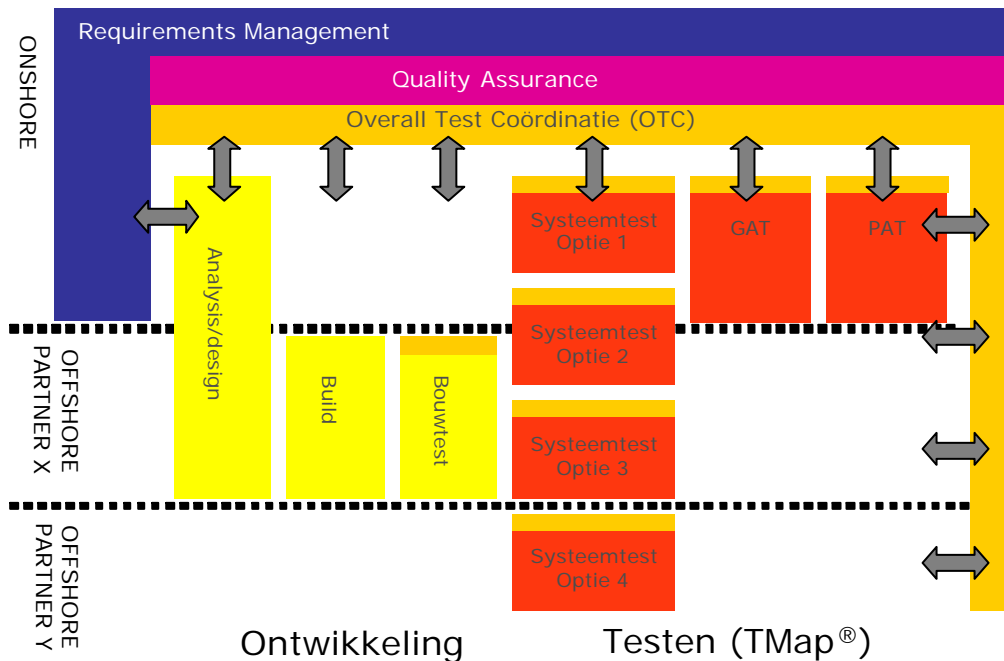 Requirements Management
Quality Assurance
Overall Test Coördinatie (OTC)
ONSHORE
Analysis/design
Build
Bouwtest
Systeemtest
Optie 1
GAT
PAT
Systeemtest
Optie 2
OFFSHORE
PARTNER X
Systeemtest
Optie 3
OFFSHORE
PARTNER Y
Systeemtest
Optie 4
Ontwikkeling
Testen (TMap®)